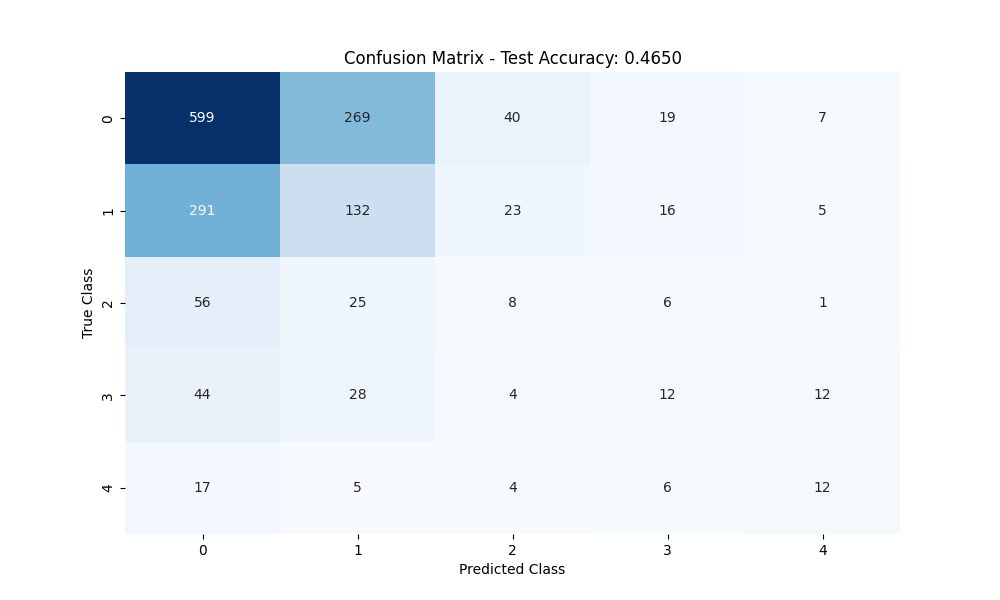 Confusion Matrix - Test Accuracy: 0.4650
0 599 269 40 19 7
1 291 132 23 16 5
2 56 25 8 6 1
3 44 28 4 12 12
4 17 5 4 6 12
True Class
0 1 2 3 4
Predicted Class